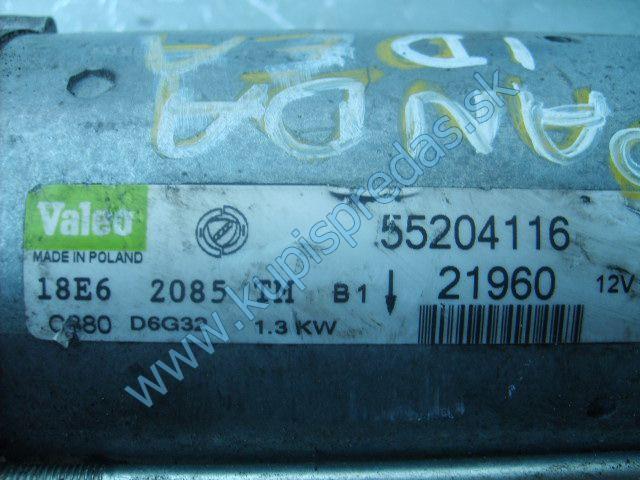 IDEA
PANDA
Valeo
MADE IN POLAND
55204116
18E6 2085 TM B1
21960 12V
D6G32 1.3 KW
www.kupispredas.sk